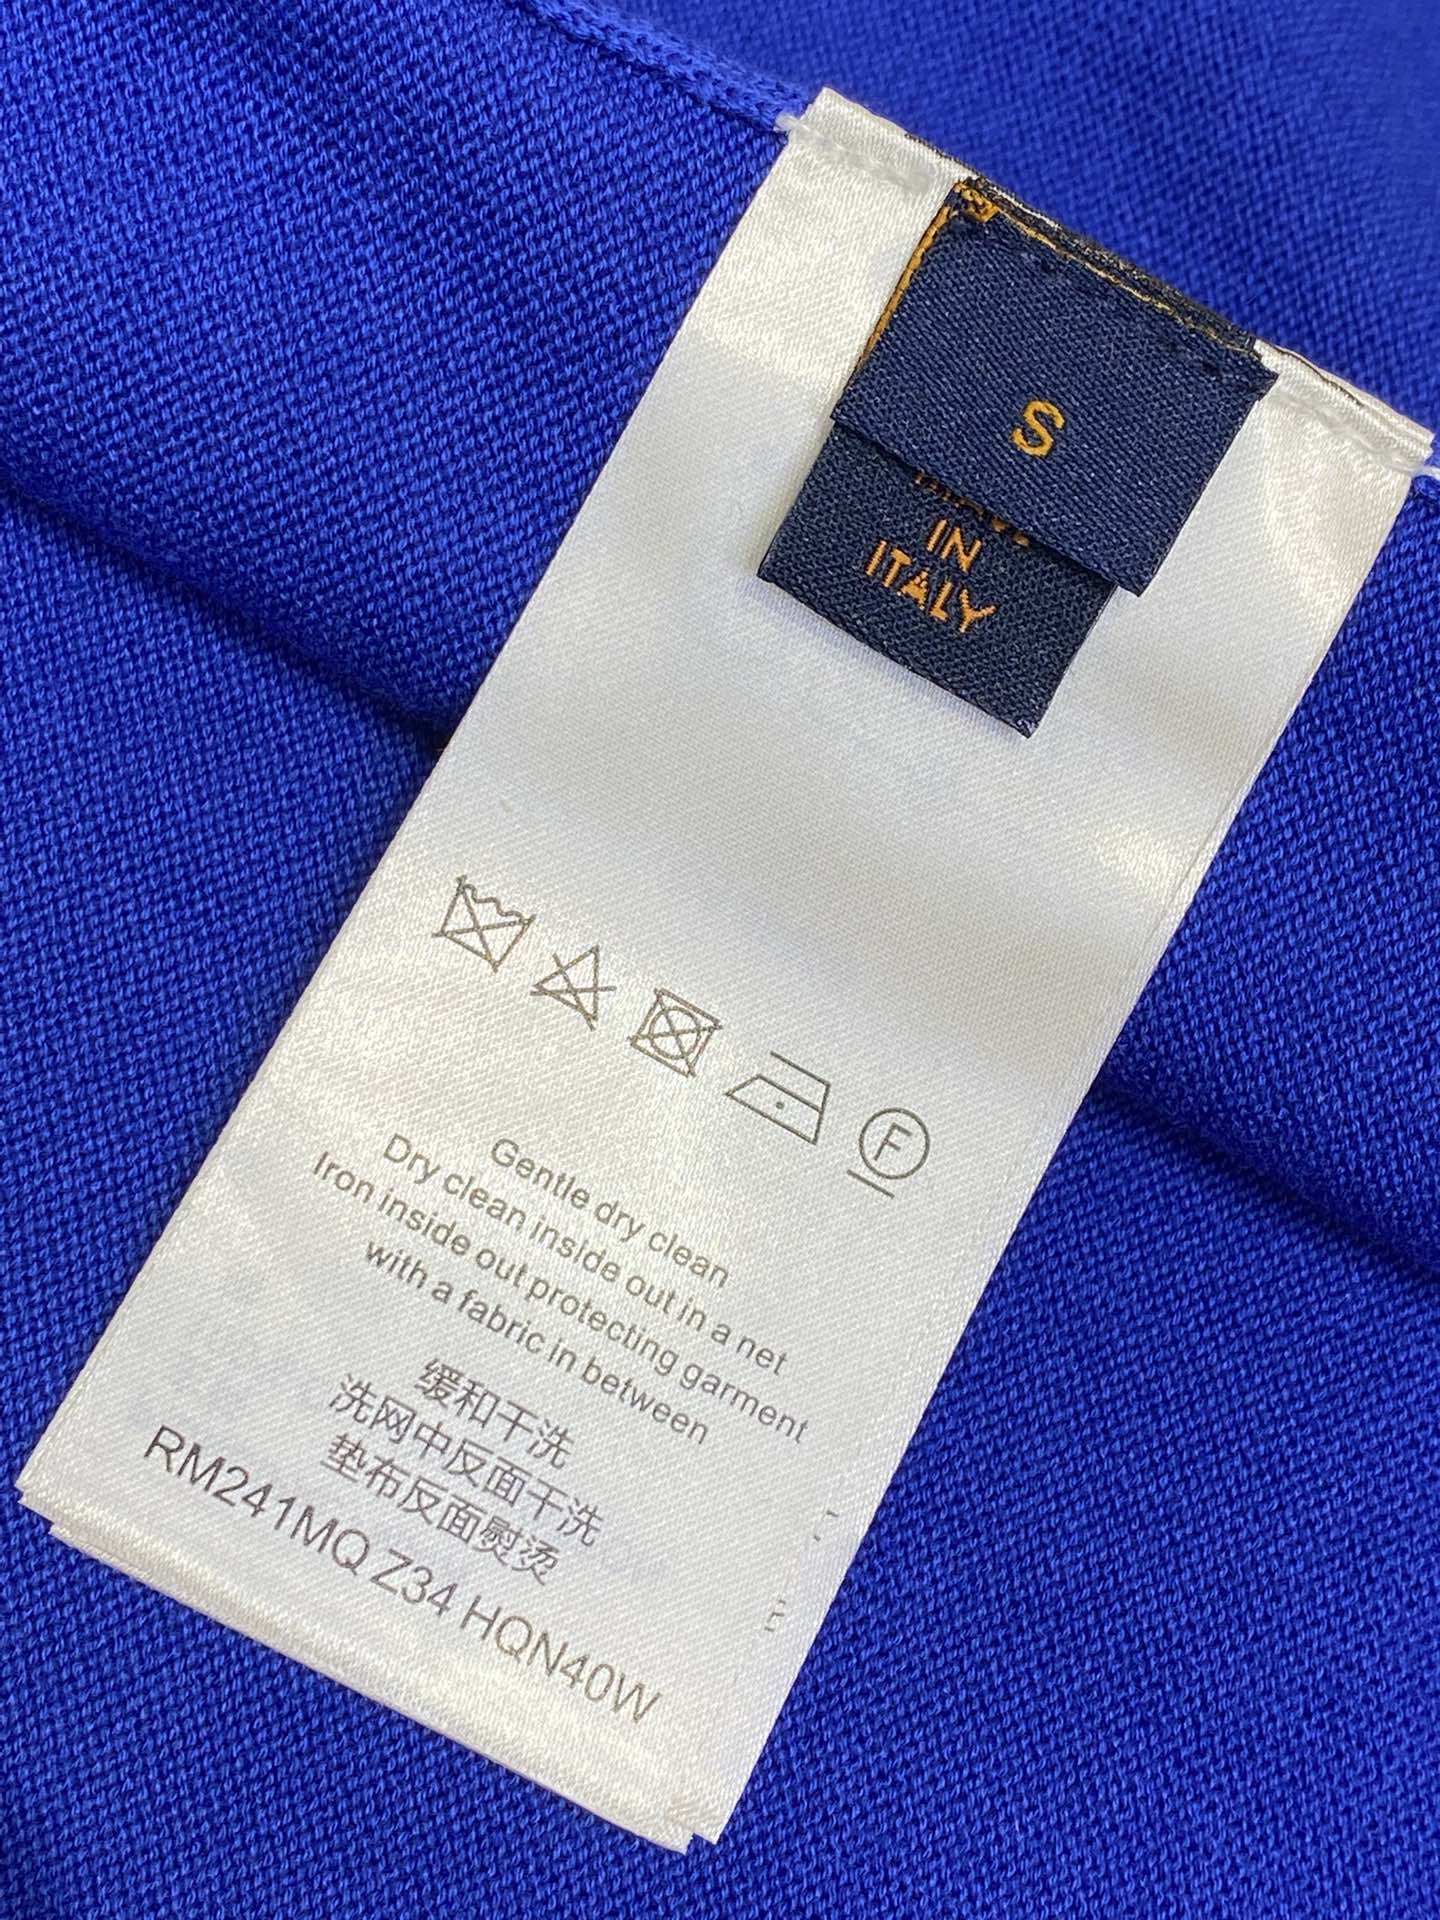 S
IN
ITALY
F
Gentle dry clean
Dry clean inside out in a net
Iron inside out protecting garment
with a fabric in between
缓和干洗
洗网中反面干洗
垫布反面熨烫
RM241MQ Z34 HQN40W